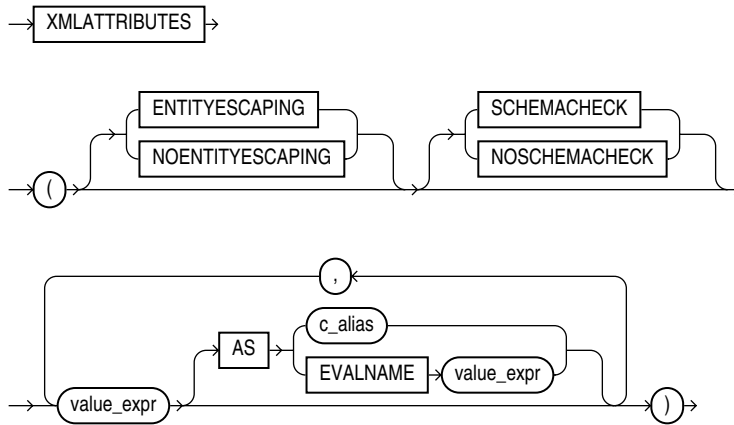 XMLATTRIBUTES
ENTITYESCAPING SCHEMACHECK
NOENTITYESCAPING NOSCHEMACHECK
(
,
c_alias
AS
EVALNAME value_expr
value_expr )